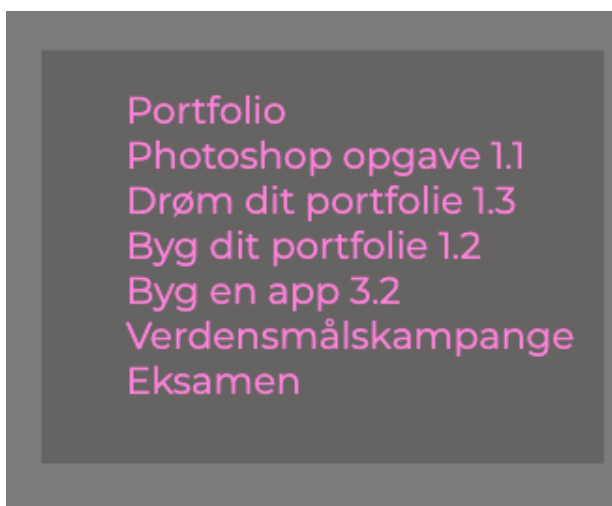 Portfolio
Photoshop opgave 1.1
Drøm dit portfolie 1.3
Byg dit portfolie 1.2
Byg en app 3.2
Verdensmålskampange
Eksamen